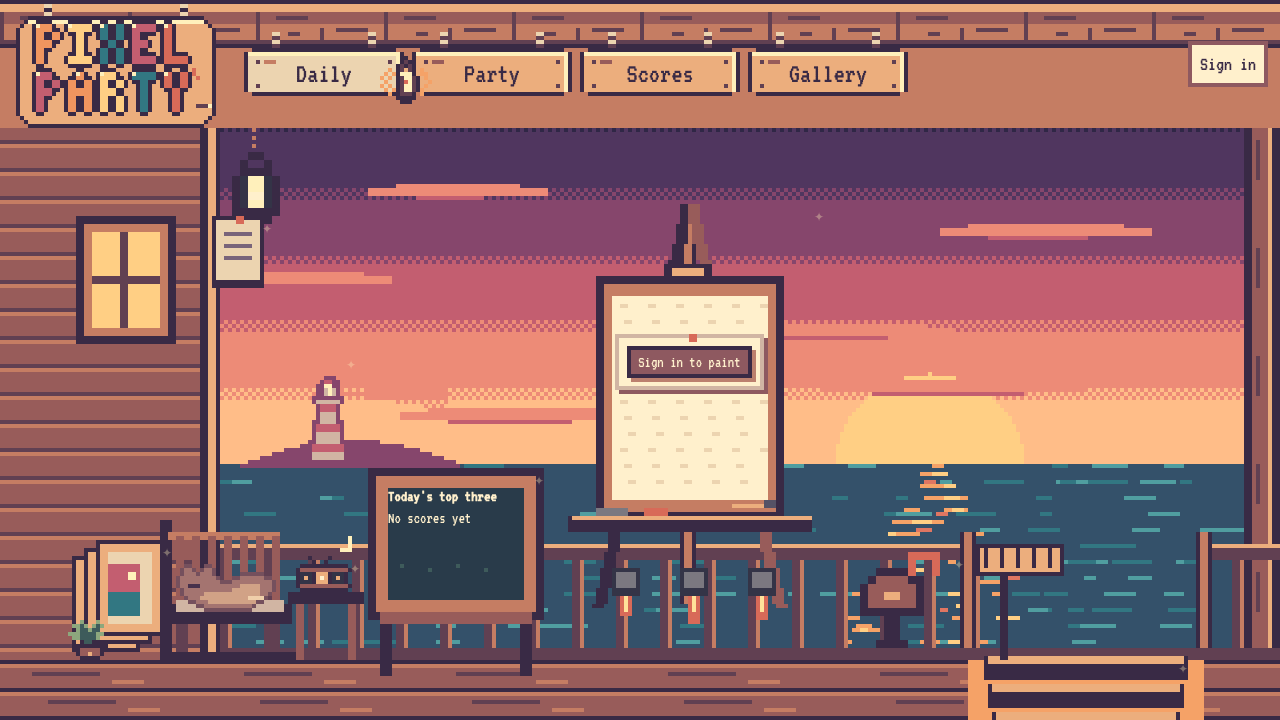 PIXEL
PARTY
Daily
Party
Scores
Gallery
Sign in
Sign in to paint
Today's top three
No scores yet